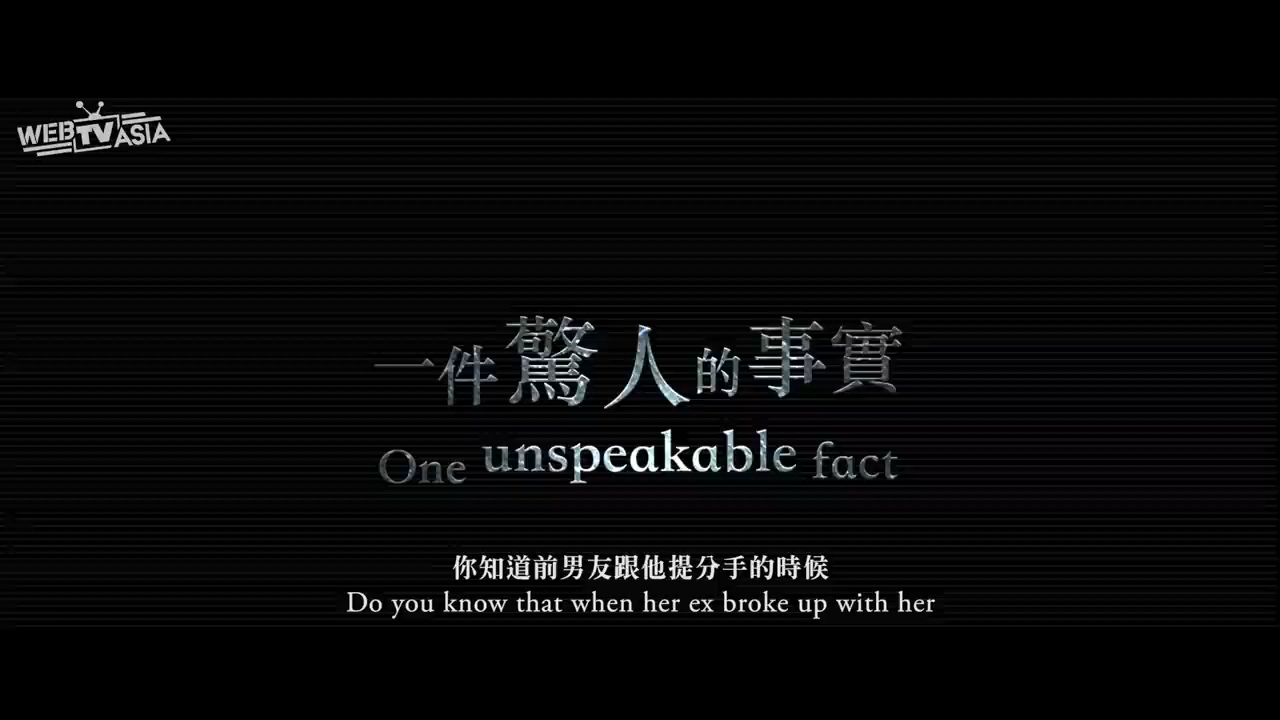 WEBTVASIA
一件驚人的事實
One unspeakable fact
你知道前男友跟他提分手的時候
Do you know that when her ex broke up with her